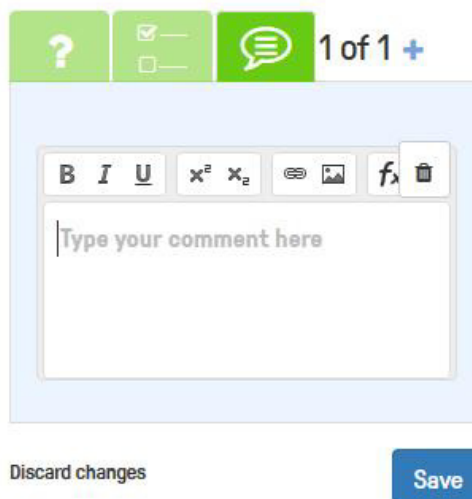 ?
1 of 1 +
B I U x² x₂ fx
Type your comment here
Discard changes
Save